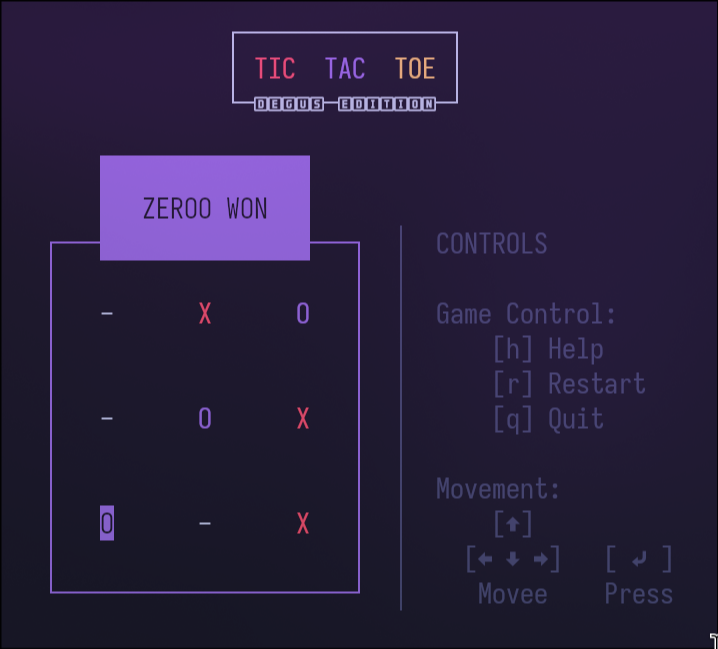 TIC TAC TOE
DEGUS EDITION
ZEROO WON
- X O
- O X
O - X
CONTROLS
Game Control:
[h] Help
[r] Restart
[q] Quit
Movement:
[↑]
[← ↓ →] [ ↵ ]
Movee Press